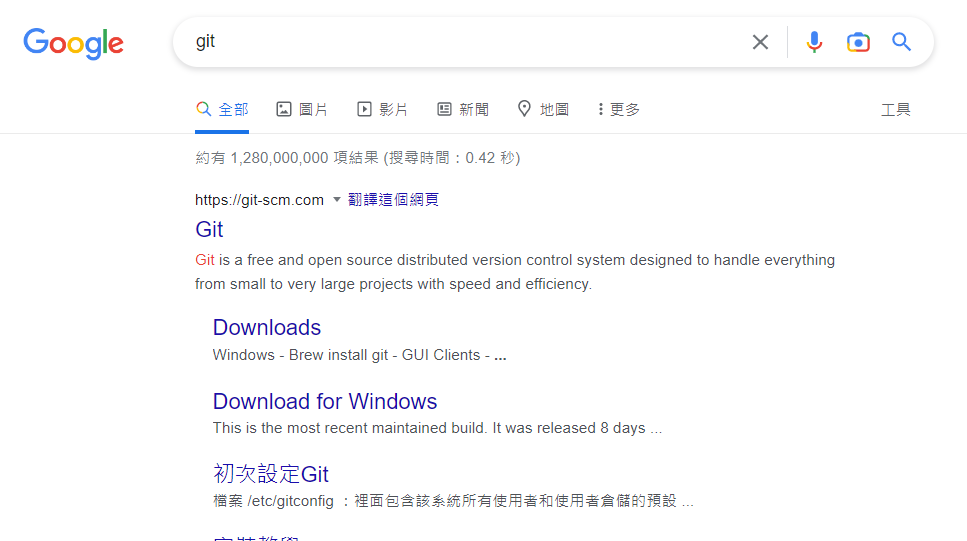 Google
git
全部 圖片 影片 新聞 地圖 更多 工具
約有 1,280,000,000 項結果 (搜尋時間：0.42 秒)
https://git-scm.com 翻譯這個網頁
Git
Git is a free and open source distributed version control system designed to handle everything
from small to very large projects with speed and efficiency.
Downloads
Windows - Brew install git - GUI Clients - ...
Download for Windows
This is the most recent maintained build. It was released 8 days ...
初次設定Git
檔案 /etc/gitconfig ：裡面包含該系統所有使用者和使用者倉儲的預設 ...